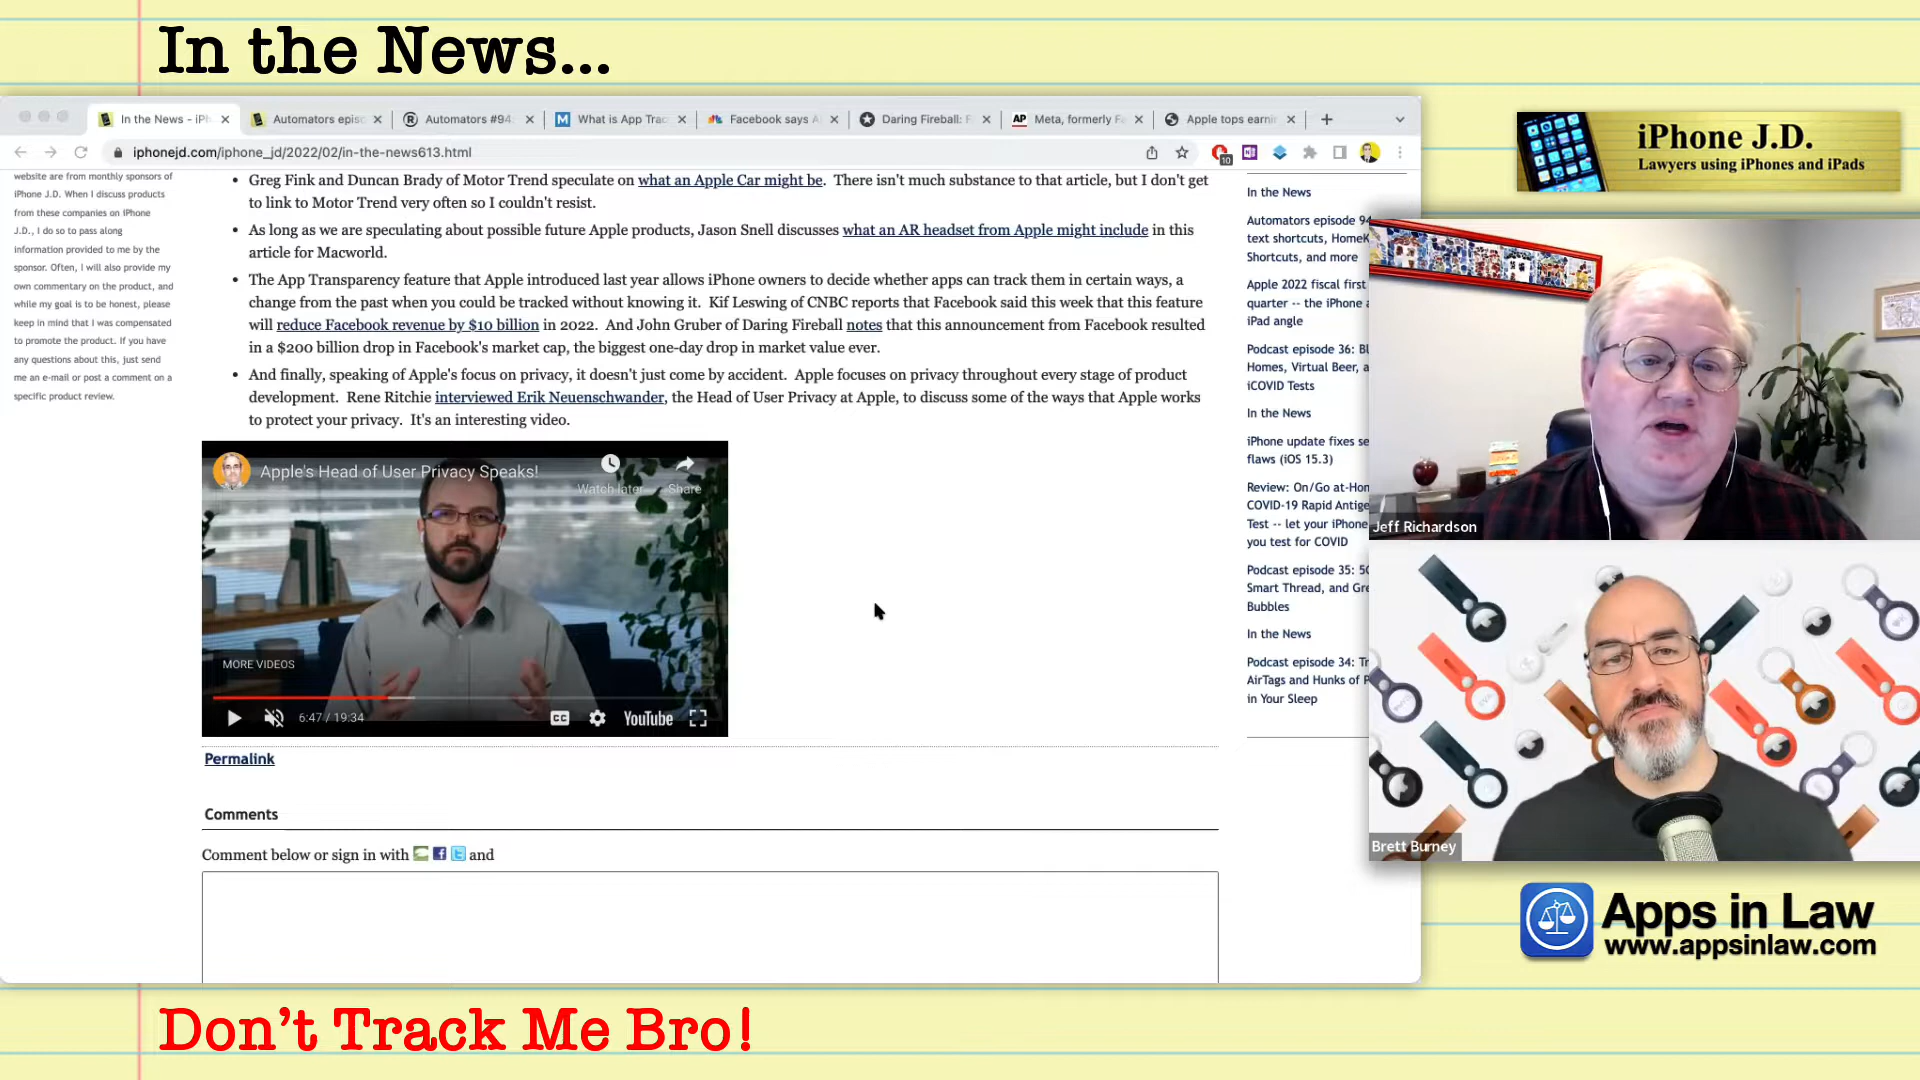 In the News...
In the News - iPh
Automators epis
Automators #94:
What is App Trac
Facebook says A
Daring Fireball: F
AP Meta, formerly Fa
Apple tops earni
iphonejd.com/iphone_jd/2022/02/in-the-news613.html
10
iPhone J.D.
Lawyers using iPhones and iPads
website are from monthly sponsors of
iPhone J.D. When I discuss products
from these companies on iPhone
J.D., I do so to pass along
information provided to me by the
sponsor. Often, I will also provide my
own commentary on the product, and
while my goal is to be honest, please
keep in mind that I was compensated
to promote the product. If you have
any questions about this, just send
me an e-mail or post a comment on a
specific product review.
Greg Fink and Duncan Brady of Motor Trend speculate on what an Apple Car might be. There isn't much substance to that article, but I don't get
to link to Motor Trend very often so I couldn't resist.
As long as we are speculating about possible future Apple products, Jason Snell discusses what an AR headset from Apple might include in this
article for Macworld.
The App Transparency feature that Apple introduced last year allows iPhone owners to decide whether apps can track them in certain ways, a
change from the past when you could be tracked without knowing it. Kif Leswing of CNBC reports that Facebook said this week that this feature
will reduce Facebook revenue by $10 billion in 2022. And John Gruber of Daring Fireball notes that this announcement from Facebook resulted
in a $200 billion drop in Facebook's market cap, the biggest one-day drop in market value ever.
And finally, speaking of Apple's focus on privacy, it doesn't just come by accident. Apple focuses on privacy throughout every stage of product
development. Rene Ritchie interviewed Erik Neuenschwander, the Head of User Privacy at Apple, to discuss some of the ways that Apple works
to protect your privacy. It's an interesting video.
Apple's Head of User Privacy Speaks!
Watch later
Share
MORE VIDEOS
6:47 / 19:34
CC
YouTube
Permalink
Comments
Comment below or sign in with and
In the News
Automators episode 94
text shortcuts, HomeK
Shortcuts, and more
Apple 2022 fiscal first
quarter -- the iPhone a
iPad angle
Podcast episode 36: Bl
Homes, Virtual Beer, a
iCOVID Tests
In the News
iPhone update fixes se
flaws (iOS 15.3)
Review: On/Go at-Hon
COVID-19 Rapid Antige
Test -- let your iPhone
you test for COVID
Podcast episode 35: 5G
Smart Thread, and Gre
Bubbles
In the News
Podcast episode 34: Tr
AirTags and Hunks of P
in Your Sleep
Jeff Richardson
Brett Burney
Apps in Law
www.appsinlaw.com
Don't Track Me Bro!